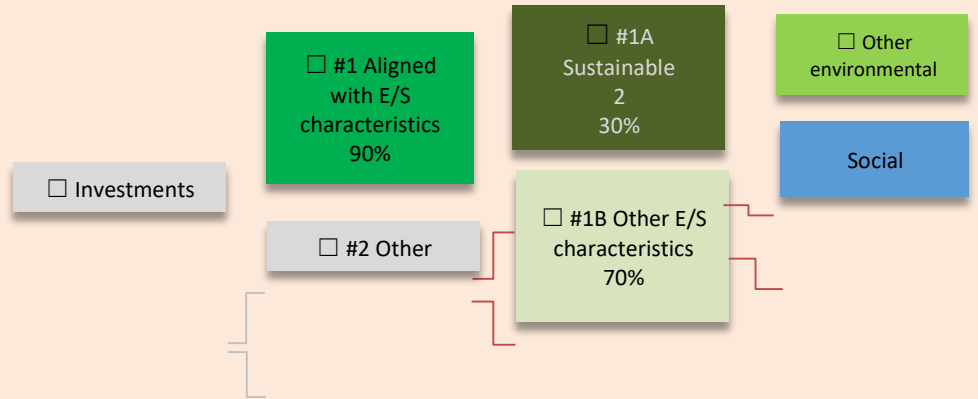 ☐ Investments
☐ #1 Aligned
with E/S
characteristics
90%
☐ #2 Other
☐ #1A
Sustainable
2
30%
☐ #1B Other E/S
characteristics
70%
☐ Other
environmental
Social